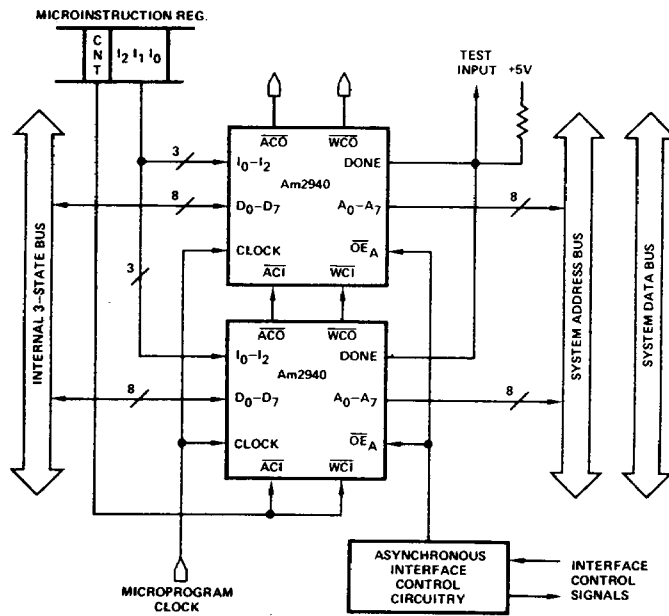 MICROINSTRUCTION REG.
CNT
I2 I1 I0
TEST
INPUT
+5V
ACO
WCO
3
I0–I2
DONE
Am2940
8
D0–D7
A0–A7
8
CLOCK
OEA
ACI
WCI
3
ACO
WCO
I0–I2
DONE
Am2940
8
D0–D7
A0–A7
8
CLOCK
OEA
ACI
WCI
INTERNAL 3–STATE BUS
SYSTEM ADDRESS BUS
SYSTEM DATA BUS
MICROPROGRAM
CLOCK
ASYNCHRONOUS
INTERFACE
CONTROL
CIRCUITRY
INTERFACE
CONTROL
SIGNALS